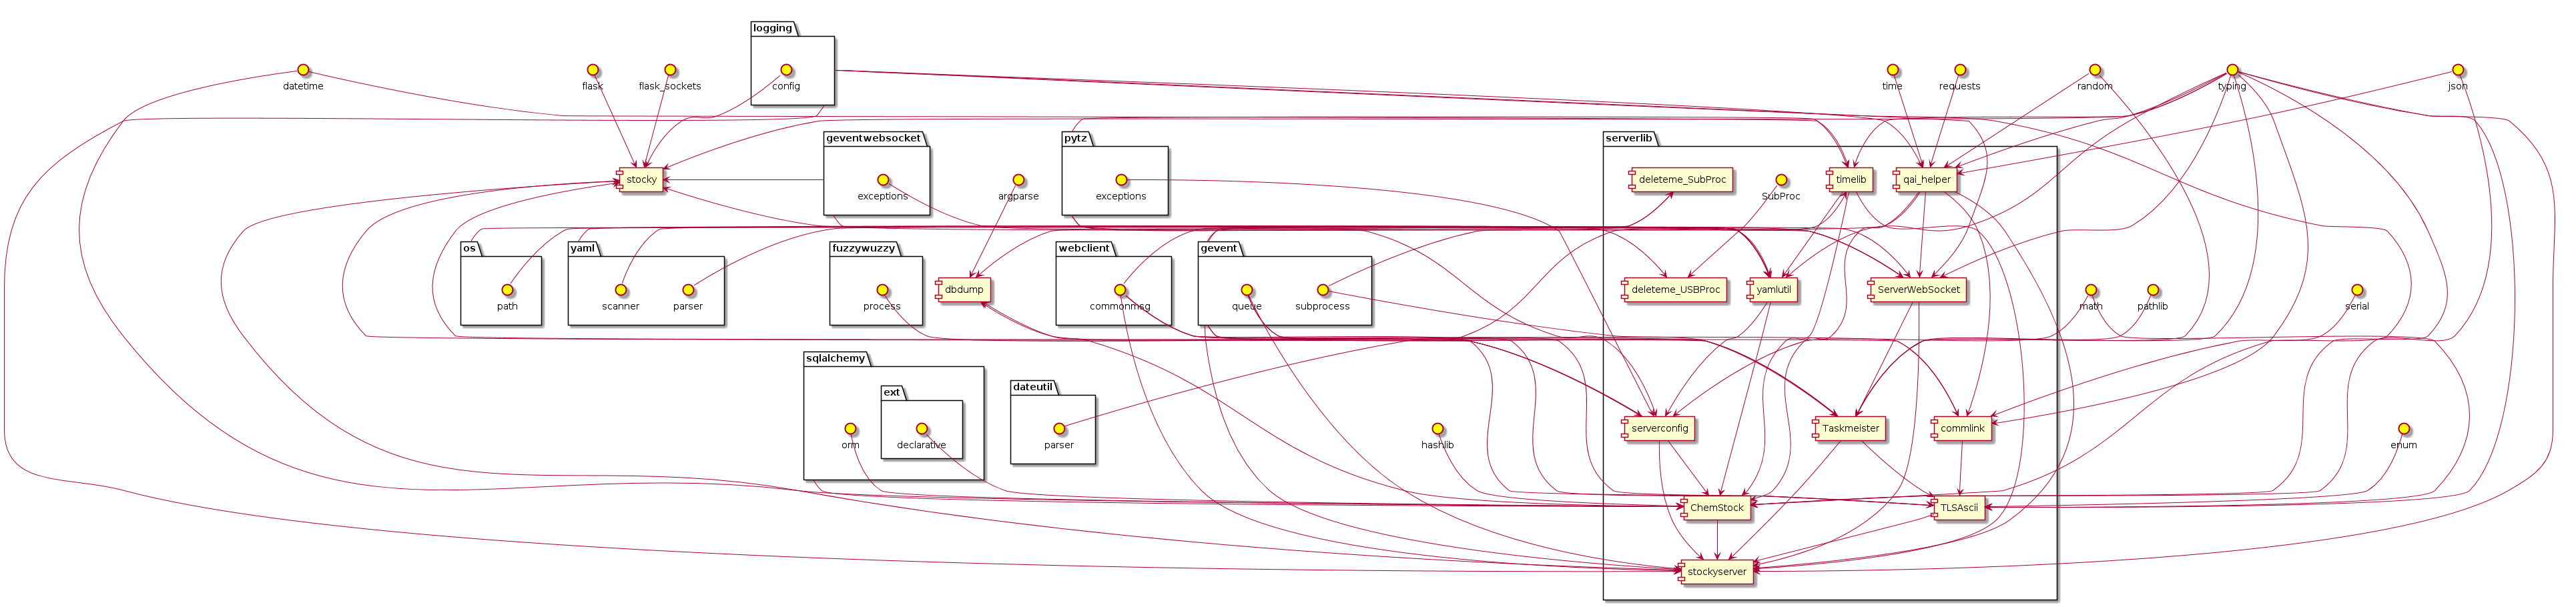 logging
config
datetime
flask
flask_sockets
time
requests
random
typing
json
geventwebsocket
exceptions
pytz
exceptions
serverlib
stocky
argparse
deleteme_SubProc
SubProc
timelib
qai_helper
os
path
yaml
scanner
parser
fuzzywuzzy
process
dbdump
webclient
commonmsg
gevent
queue
subprocess
deleteme_USBProc
yamlutil
ServerWebSocket
math
pathlib
serial
sqlalchemy
orm
ext
declarative
dateutil
parser
hashlib
serverconfig
Taskmeister
commlink
enum
ChemStock
TLSAscii
stockyserver